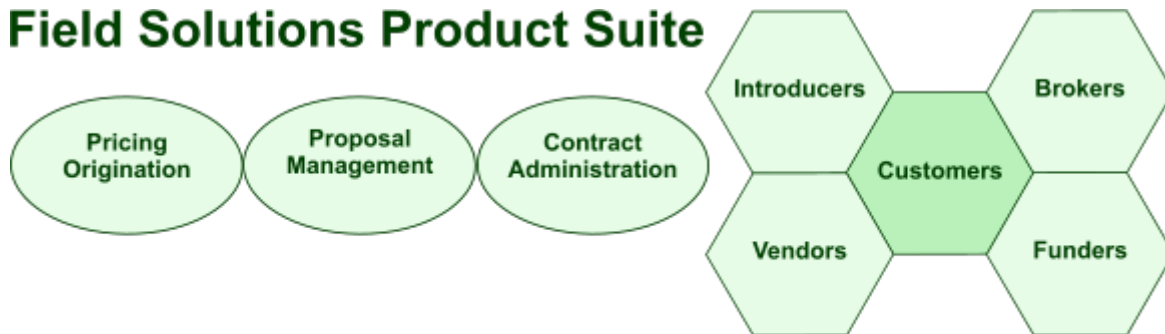 Field Solutions Product Suite
Pricing
Origination
Proposal
Management
Contract
Administration
Introducers
Brokers
Customers
Vendors
Funders